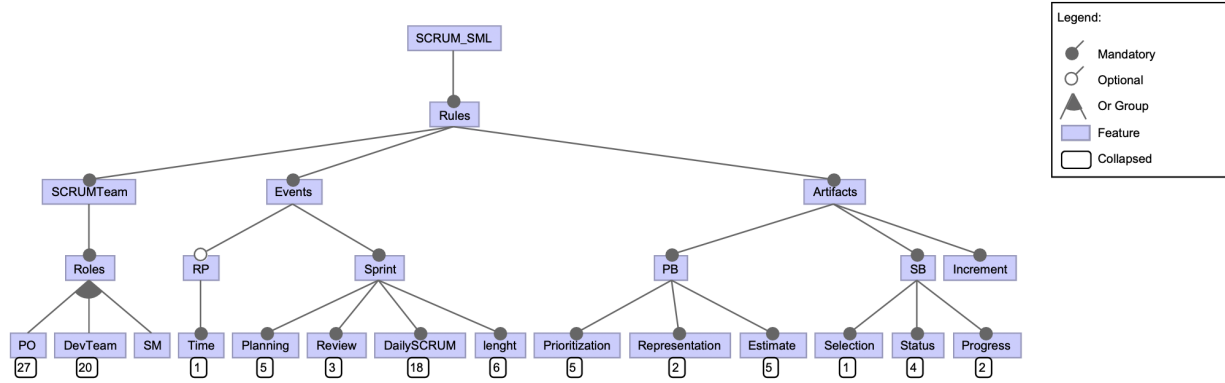 Legend:
SCRUM_SML
Mandatory
Optional
Rules
Or Group
Feature
Collapsed
SCRUMTeam Events Artifacts
Roles RP Sprint PB SB Increment
PO DevTeam SM Time Planning Review DailySCRUM lenght Prioritization Representation Estimate Selection Status Progress
27 20 1 5 3 18 6 5 2 5 1 4 2